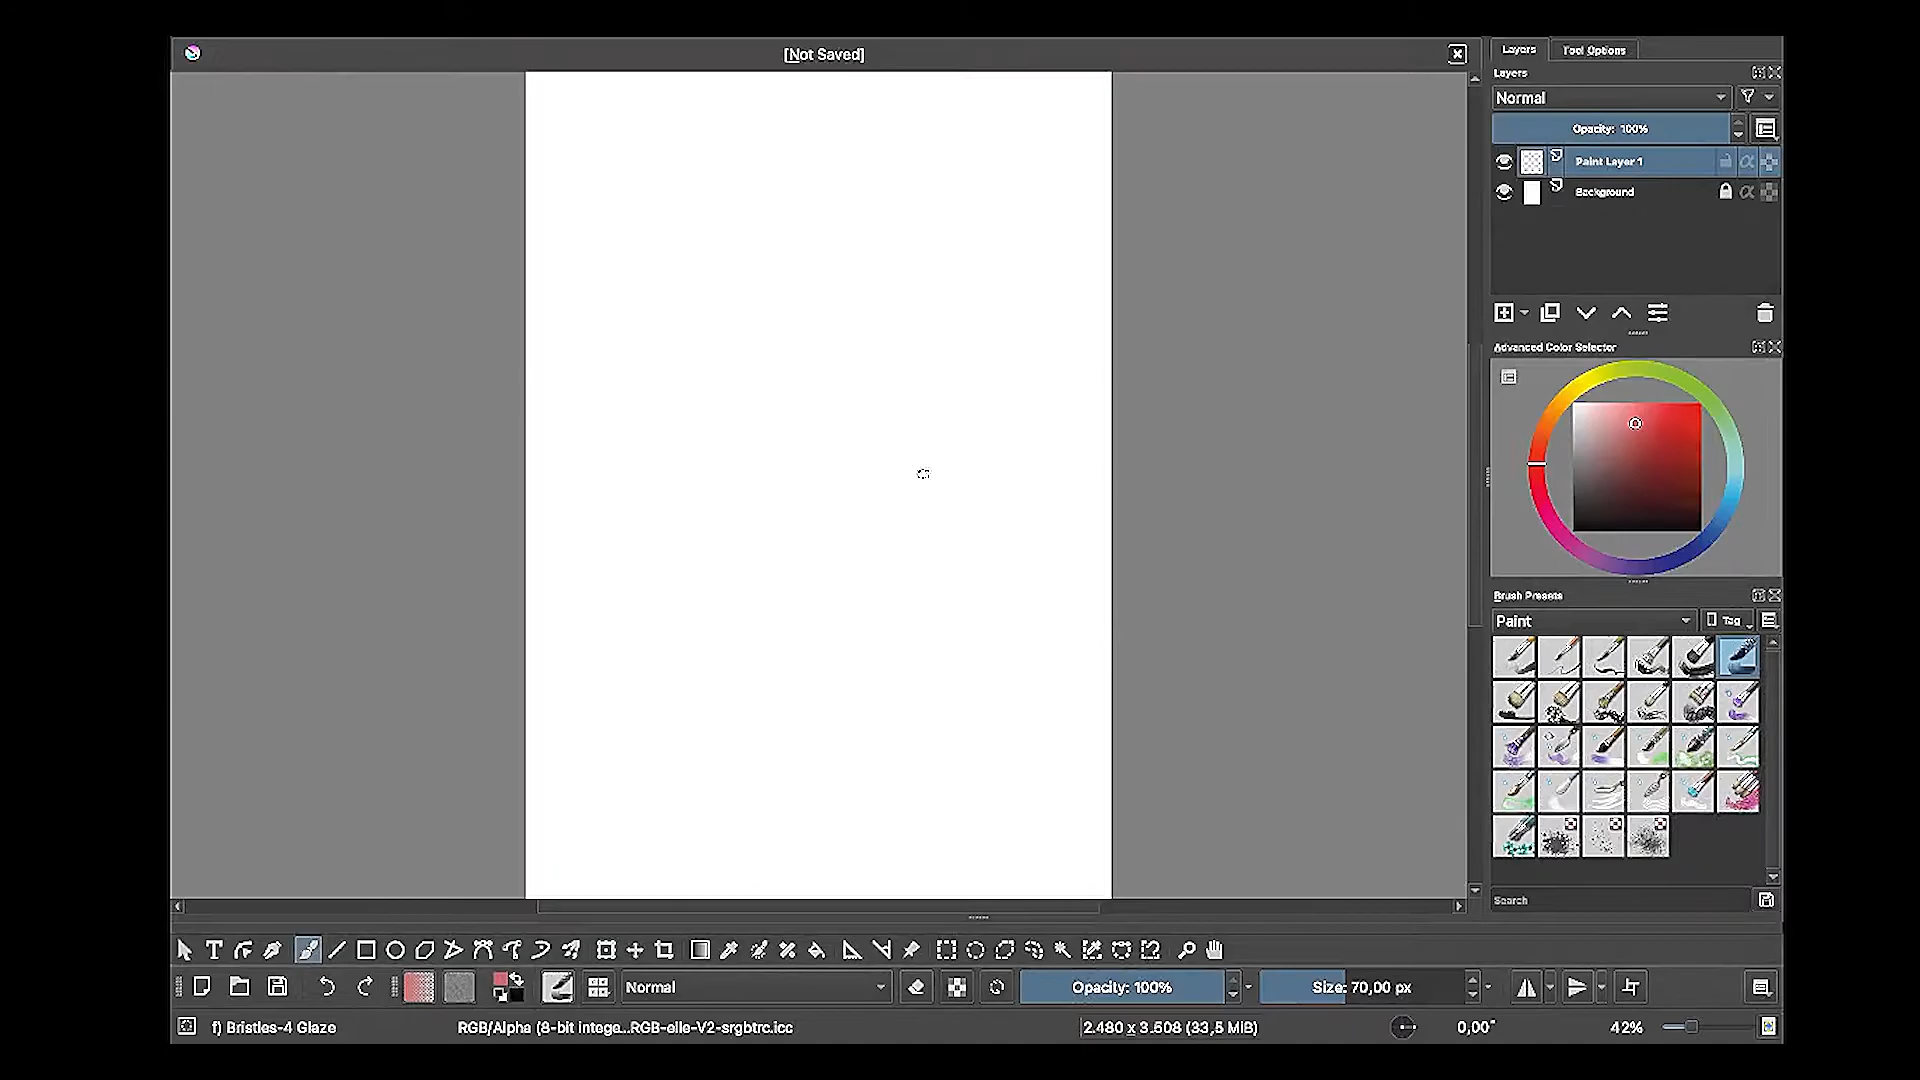 [Not Saved]
Layers
Tool Options
Layers
Normal
Opacity: 100%
Paint Layer 1
Background
Advanced Color Selector
Brush Presets
Paint
Tag
Search
Normal
Opacity: 100%
Size: 70,00 px
f) Bristles-4 Glaze
RGB/Alpha (8-bit intege...RGB-elle-V2-srgbtrc.icc
2.480 x 3.508 (33,5 MiB)
0,00°
42%